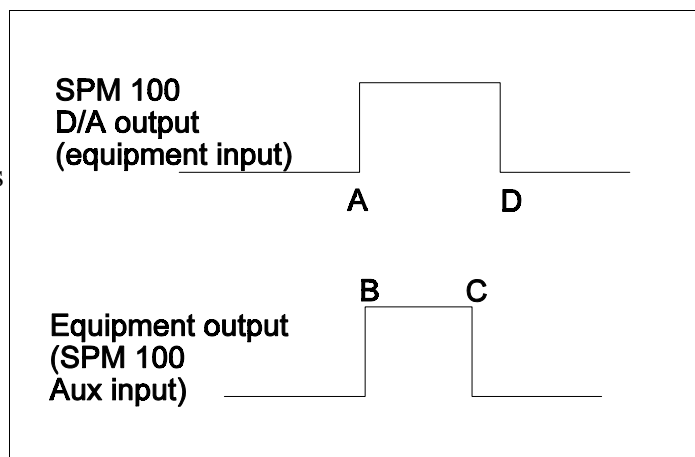 SPM 100
D/A output
(equipment input)
s
A D
B C
Equipment output
(SPM 100
Aux input)